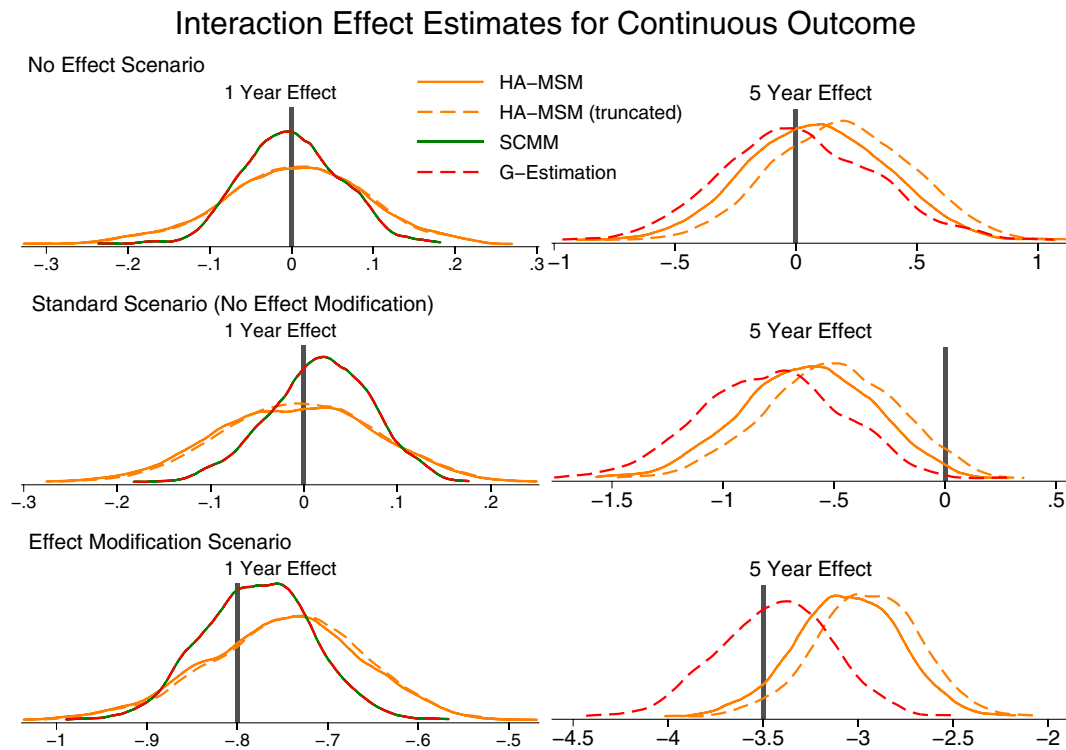 Interaction Effect Estimates for Continuous Outcome
No Effect Scenario
1 Year Effect
HA−MSM
HA−MSM (truncated)
SCMM
G−Estimation
5 Year Effect
−.3 −.2 −.1 0 .1 .2 .3
−1 −.5 0 .5 1
Standard Scenario (No Effect Modification)
1 Year Effect
5 Year Effect
−.3 −.2 −.1 0 .1 .2
−1.5 −1 −.5 0 .5
Effect Modification Scenario
1 Year Effect
5 Year Effect
−1 −.9 −.8 −.7 −.6 −.5
−4.5 −4 −3.5 −3 −2.5 −2